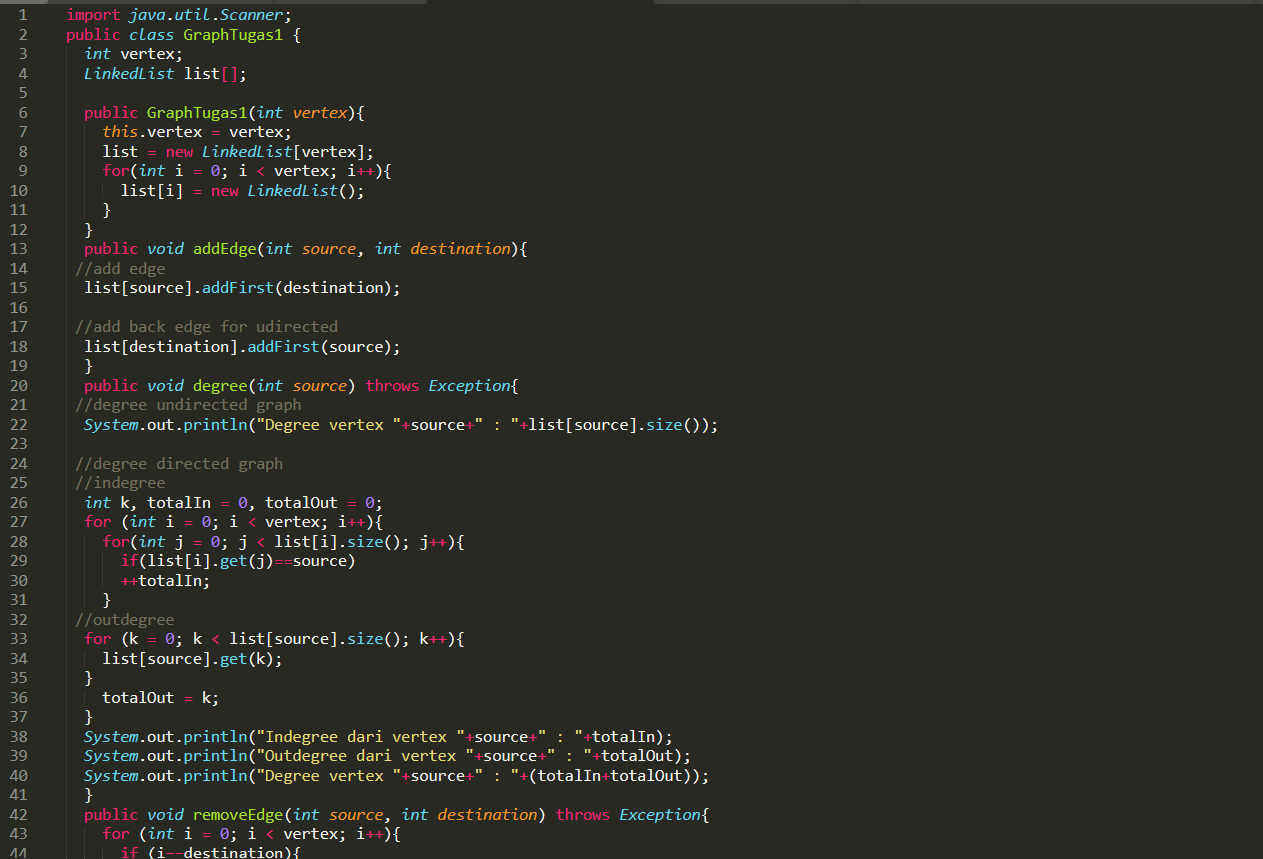 1 import java.util.Scanner;
2 public class GraphTugas1 {
3 int vertex;
4 LinkedList list[];
5
6 public GraphTugas1(int vertex){
7 this.vertex = vertex;
8 list = new LinkedList[vertex];
9 for(int i = 0; i < vertex; i++){
10 list[i] = new LinkedList();
11 }
12 }
13 public void addEdge(int source, int destination){
14 //add edge
15 list[source].addFirst(destination);
16
17 //add back edge for udirected
18 list[destination].addFirst(source);
19 }
20 public void degree(int source) throws Exception{
21 //degree undirected graph
22 System.out.println("Degree vertex "+source+" : "+list[source].size());
23
24 //degree directed graph
25 //indegree
26 int k, totalIn = 0, totalOut = 0;
27 for (int i = 0; i < vertex; i++){
28 for(int j = 0; j < list[i].size(); j++){
29 if(list[i].get(j)==source)
30 ++totalIn;
31 }
32 //outdegree
33 for (k = 0; k < list[source].size(); k++){
34 list[source].get(k);
35 }
36 totalOut = k;
37 }
38 System.out.println("Indegree dari vertex "+source+" : "+totalIn);
39 System.out.println("Outdegree dari vertex "+source+" : "+totalOut);
40 System.out.println("Degree vertex "+source+" : "+(totalIn+totalOut));
41 }
42 public void removeEdge(int source, int destination) throws Exception{
43 for (int i = 0; i < vertex; i++){
44 if (i==destination){